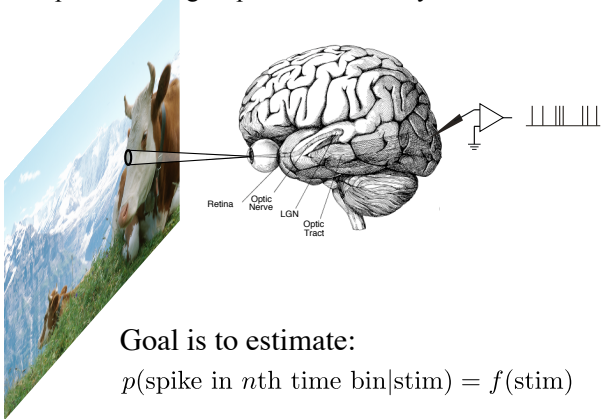 Retina
Optic
Nerve
LGN
Optic
Tract
Goal is to estimate:
p(spike in nth time bin|stim) = f(stim)